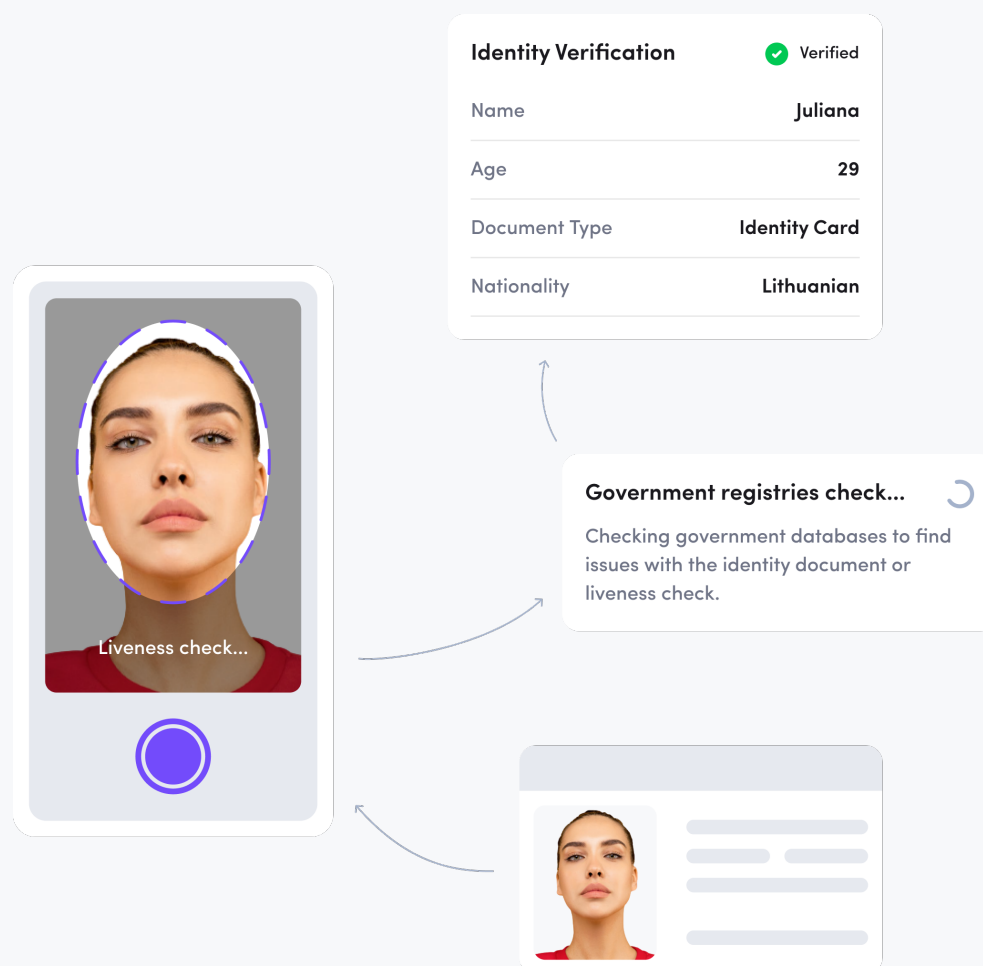 Identity Verification
Verified
Name
Juliana
Age
29
Document Type
Identity Card
Nationality
Lithuanian
Government registries check...
Checking government databases to find
issues with the identity document or
liveness check.
Liveness check...